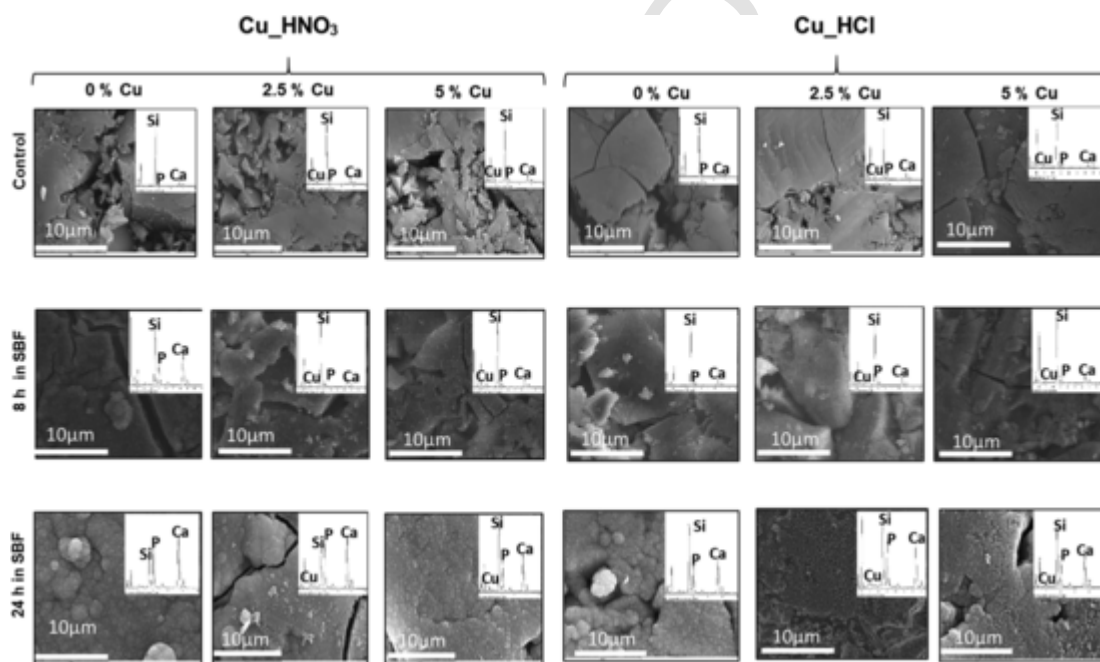 Cu_HNO₃ Cu_HCl
0 % Cu 2.5 % Cu 5 % Cu 0 % Cu 2.5 % Cu 5 % Cu
Control
Si Si Si Si Si Si
P Ca Cu P Ca Cu P Ca P Ca Cu P Ca Cu P Ca
10µm 10µm 10µm 10µm 10µm 10µm
8 h in SBF
Si Si Si Si Si Si
P Ca Cu P Ca Cu P Ca P Ca Cu P Ca Cu P Ca
10µm 10µm 10µm 10µm 10µm 10µm
24 h in SBF
Si P Ca Cu Si P Ca Cu Si P Ca Si P Ca Cu Si P Ca Cu Si P Ca
10µm 10µm 10µm 10µm 10µm 10µm